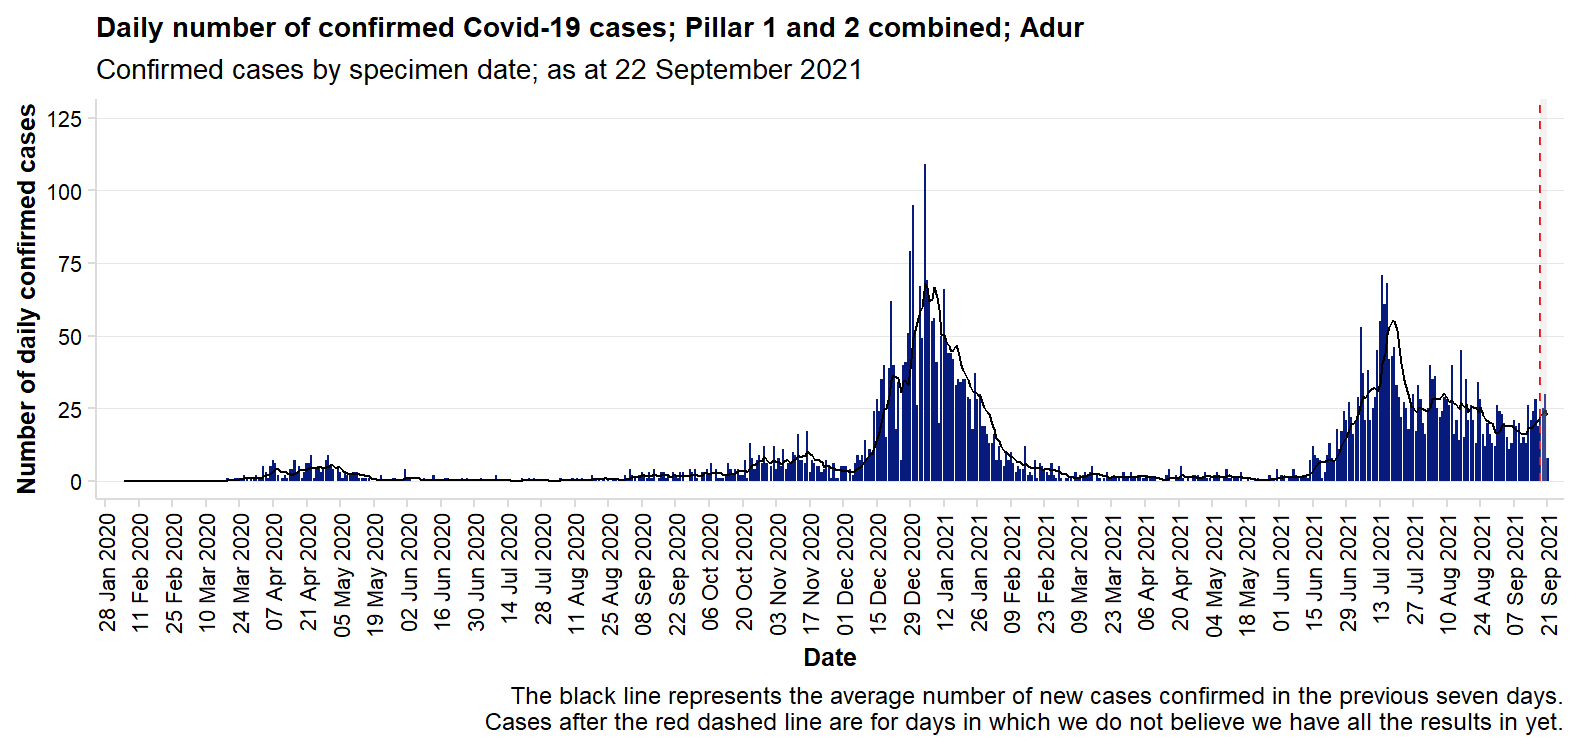 Daily number of confirmed Covid-19 cases; Pillar 1 and 2 combined; Adur
Confirmed cases by specimen date; as at 22 September 2021
Number of daily confirmed cases
125
100
75
50
25
0
28 Jan 2020
11 Feb 2020
25 Feb 2020
10 Mar 2020
24 Mar 2020
07 Apr 2020
21 Apr 2020
05 May 2020
19 May 2020
02 Jun 2020
16 Jun 2020
30 Jun 2020
14 Jul 2020
28 Jul 2020
11 Aug 2020
25 Aug 2020
08 Sep 2020
22 Sep 2020
06 Oct 2020
20 Oct 2020
03 Nov 2020
17 Nov 2020
01 Dec 2020
15 Dec 2020
29 Dec 2020
12 Jan 2021
26 Jan 2021
09 Feb 2021
23 Feb 2021
09 Mar 2021
23 Mar 2021
06 Apr 2021
20 Apr 2021
04 May 2021
18 May 2021
01 Jun 2021
15 Jun 2021
29 Jun 2021
13 Jul 2021
27 Jul 2021
10 Aug 2021
24 Aug 2021
07 Sep 2021
21 Sep 2021
Date
The black line represents the average number of new cases confirmed in the previous seven days.
Cases after the red dashed line are for days in which we do not believe we have all the results in yet.